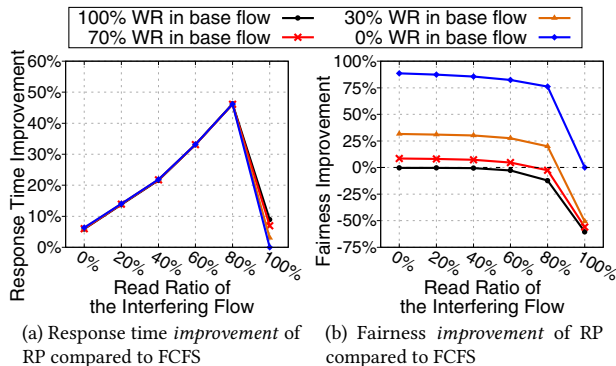 100% WR in base flow 30% WR in base flow
70% WR in base flow 0% WR in base flow
Response Time Improvement
60%
50%
40%
30%
20%
10%
0%
0% 20% 40% 60% 80% 100%
Read Ratio of
the Interfering Flow
(a) Response time improvement of
RP compared to FCFS
Fairness Improvement
100%
75%
50%
25%
0%
-25%
-50%
-75%
0% 20% 40% 60% 80% 100%
Read Ratio of
the Interfering Flow
(b) Fairness improvement of RP
compared to FCFS